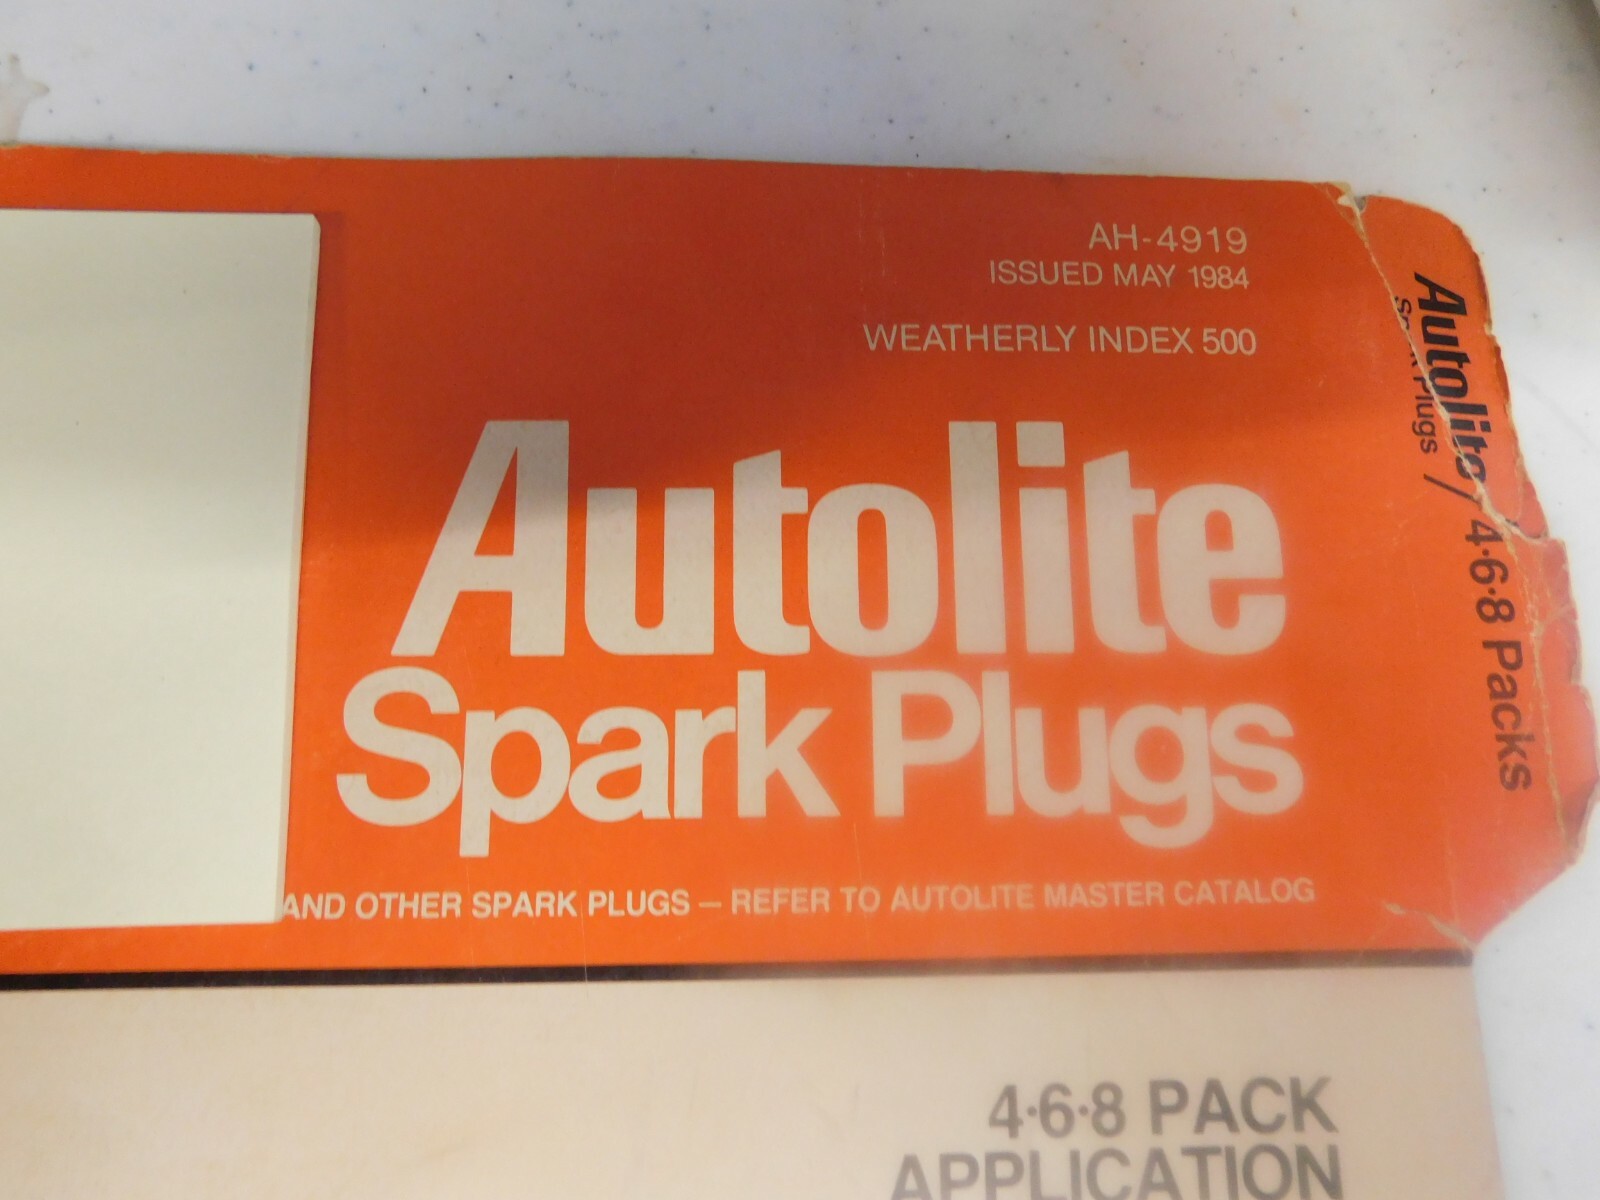 AH-4919
ISSUED MAY 1984
WEATHERLY INDEX 500
Autolite
Spark Plugs
AND OTHER SPARK PLUGS — REFER TO AUTOLITE MASTER CATALOG
4·6·8 PACK
APPLICATION
Autolite / 4·6·8 Packs
Spark Plugs